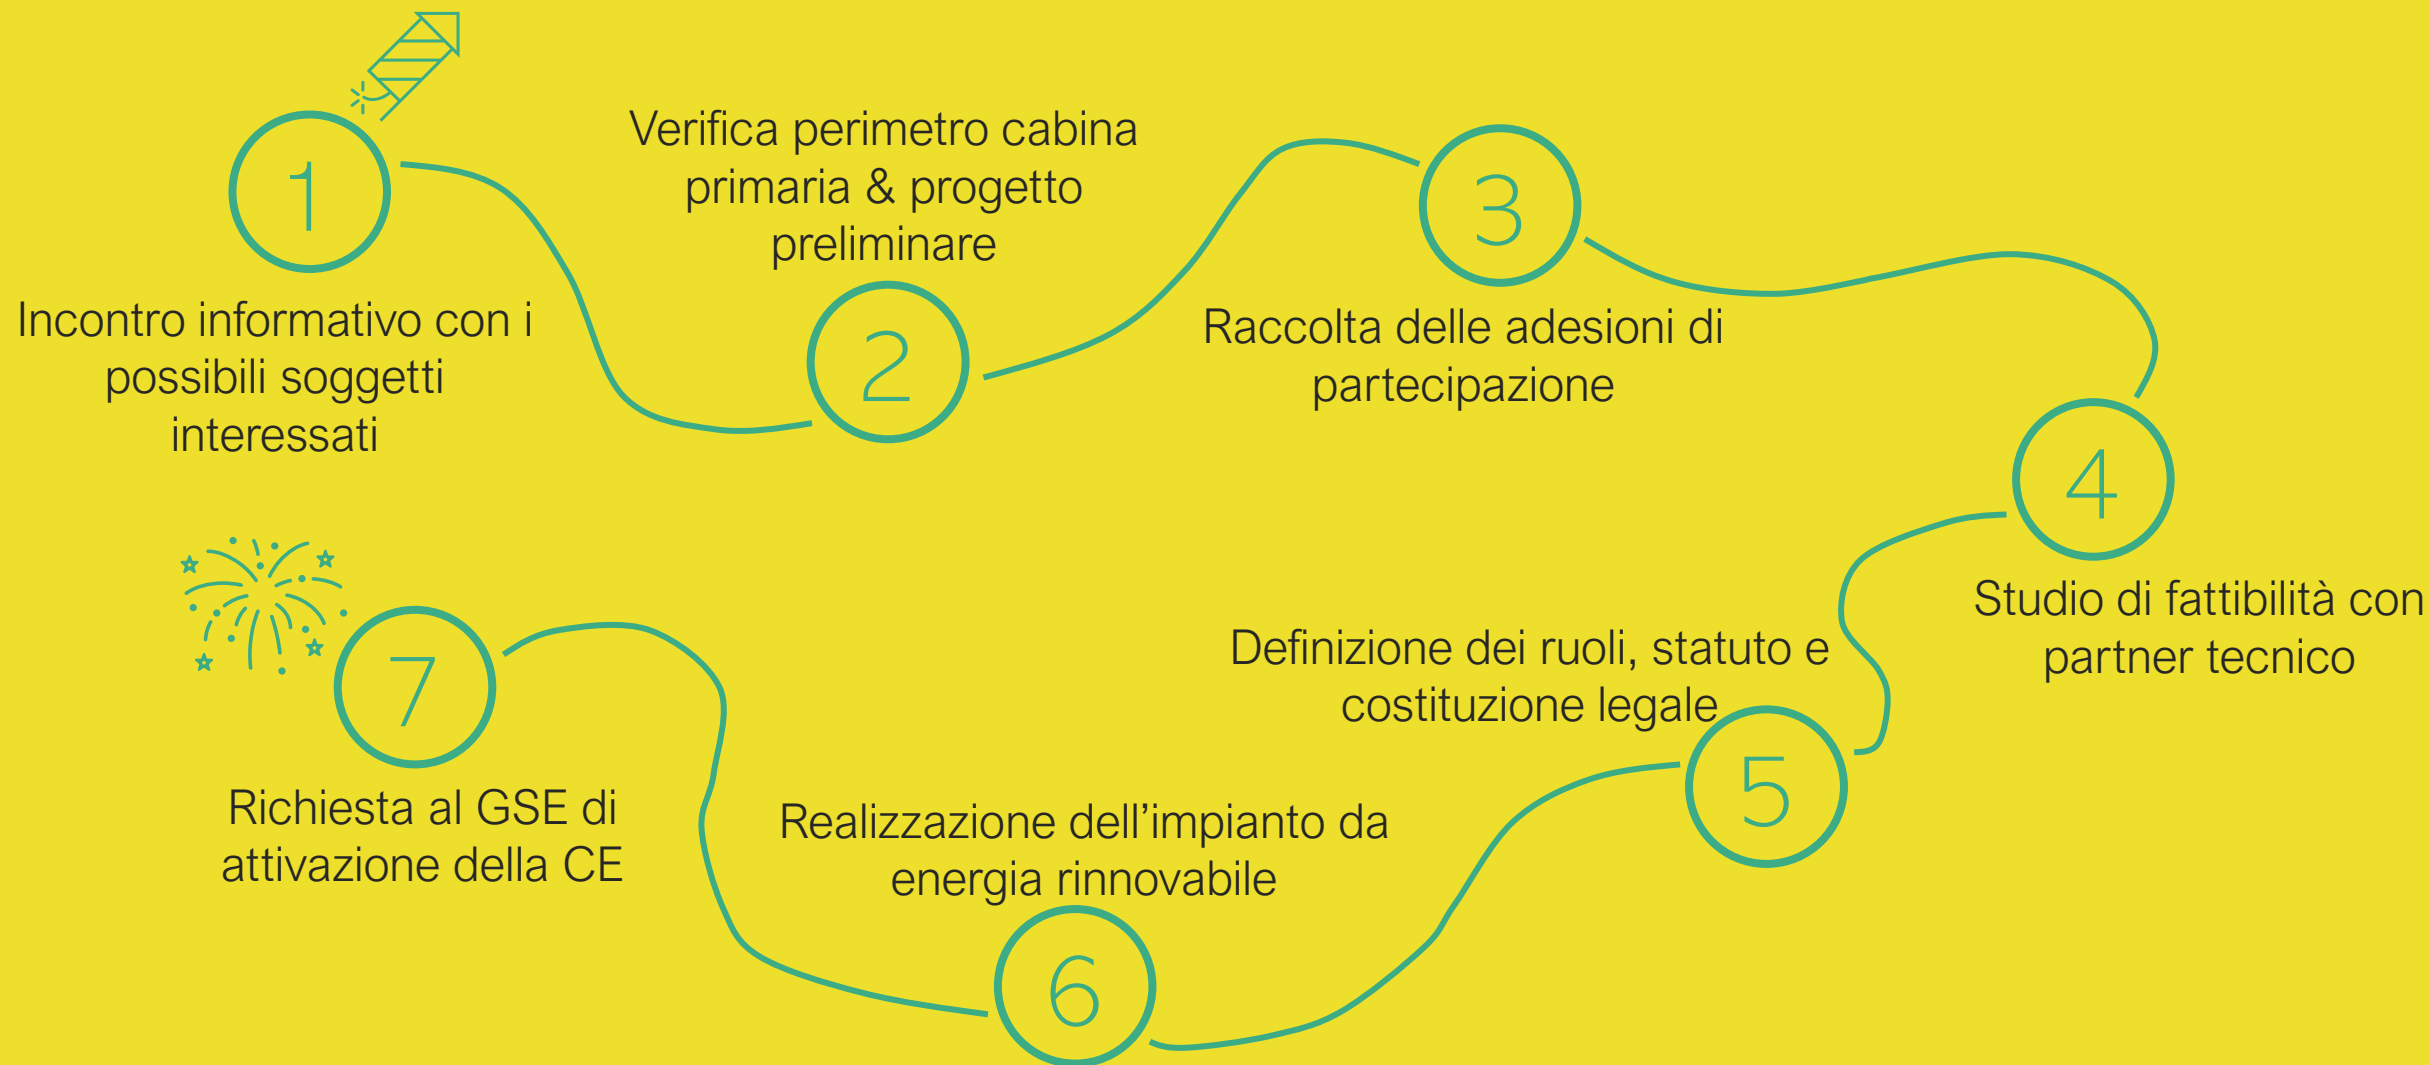 1
Incontro informativo con i
possibili soggetti
interessati
Verifica perimetro cabina
primaria & progetto
preliminare
2
3
Raccolta delle adesioni di
partecipazione
4
Studio di fattibilità con
partner tecnico
Definizione dei ruoli, statuto e
costituzione legale
5
Realizzazione dell’impianto da
energia rinnovabile
6
7
Richiesta al GSE di
attivazione della CE